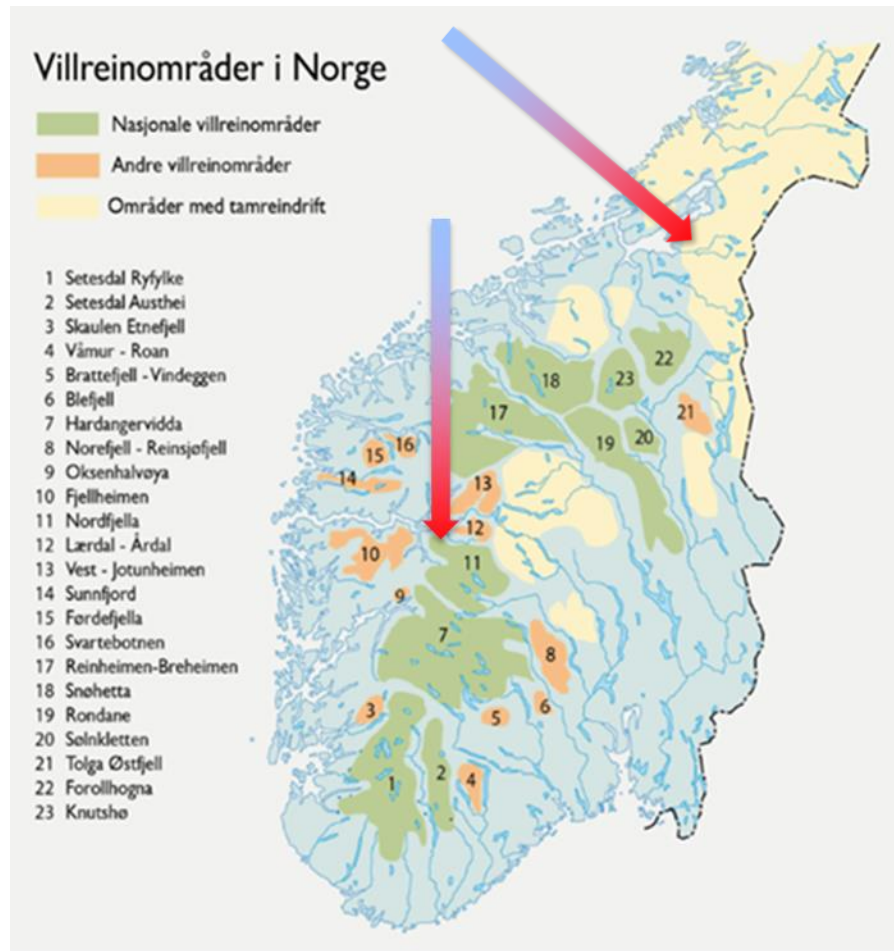 Villreinområder i Norge
Nasjonale villreinområder
Andre villreinområder
Områder med tamreindrift
1 Setesdal Ryfylke
2 Setesdal Austhei
3 Skaulen Etnefjell
4 Våmur - Roan
5 Brattefjell - Vindeggen
6 Blefjell
7 Hardangervidda
8 Norefjell - Reinsjøfjell
9 Oksenhalvøya
10 Fjellheimen
11 Nordfjella
12 Lærdal - Årdal
13 Vest - Jotunheimen
14 Sunnfjord
15 Førdefjella
16 Svartebotnen
17 Reinheimen-Breheimen
18 Snøhetta
19 Rondane
20 Sølnkletten
21 Tolga Østfjell
22 Forollhogna
23 Knutshø
22
18
23
21
17
20
19
16
15
13
14
12
10
11
9
7
8
6
3
5
2
4
1